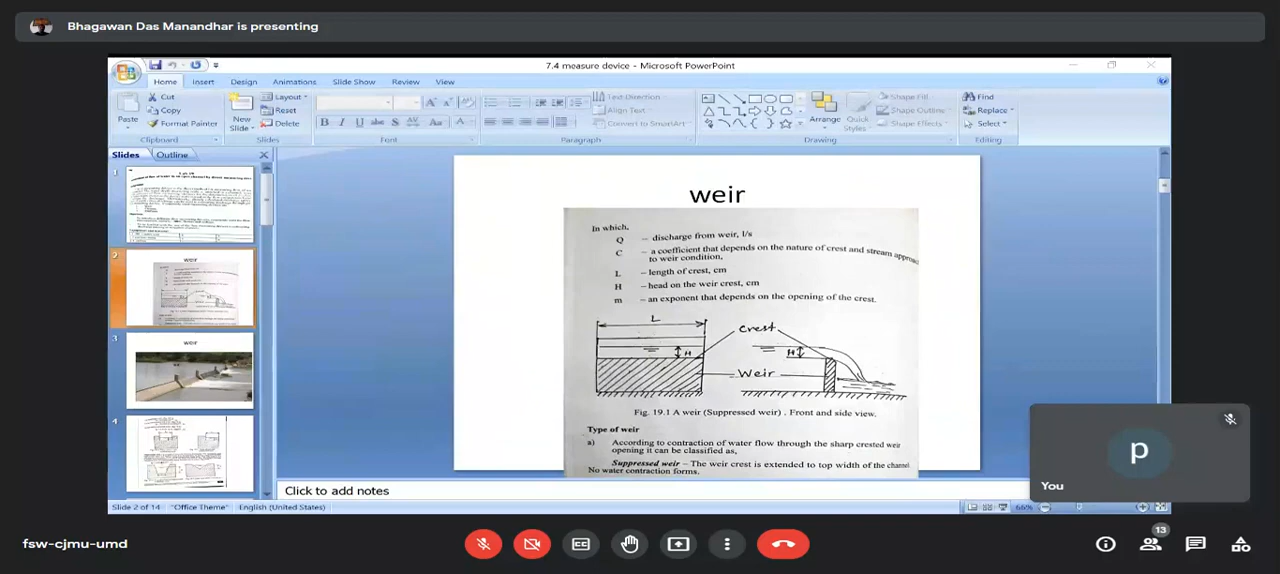 Bhagawan Das Manandhar is presenting
7.4 measure device - Microsoft PowerPoint
Home Insert Design Animations Slide Show Review View
Paste
Cut
Copy
Format Painter
Clipboard
New Slide
Layout
Reset
Delete
Slides
Font
Text Direction
Align Text
Convert to SmartArt
Paragraph
Arrange
Quick Styles
Shape Fill
Shape Outline
Shape Effects
Drawing
Find
Replace
Select
Editing
Slides Outline
1
2
weir
3
weir
4
weir
In which,
Q – discharge from weir, l/s
C – a coefficient that depends on the nature of crest and stream
to weir condition,
L – length of crest, cm
H – head on the weir crest, cm
m – an exponent that depends on the opening of the crest.
L
crest
H
H
Weir
Fig. 19.1 A weir (Suppressed weir) . Front and side view.
Type of weir
a) According to contraction of water flow through the sharp crested weir
opening it can be classified as,
Suppressed weir – The weir crest is extended to top width of the channel.
No water contraction forms.
Click to add notes
Slide 2 of 14 "Office Theme" English (United States) 66%
p
You
fsw-cjmu-umd
CC
13